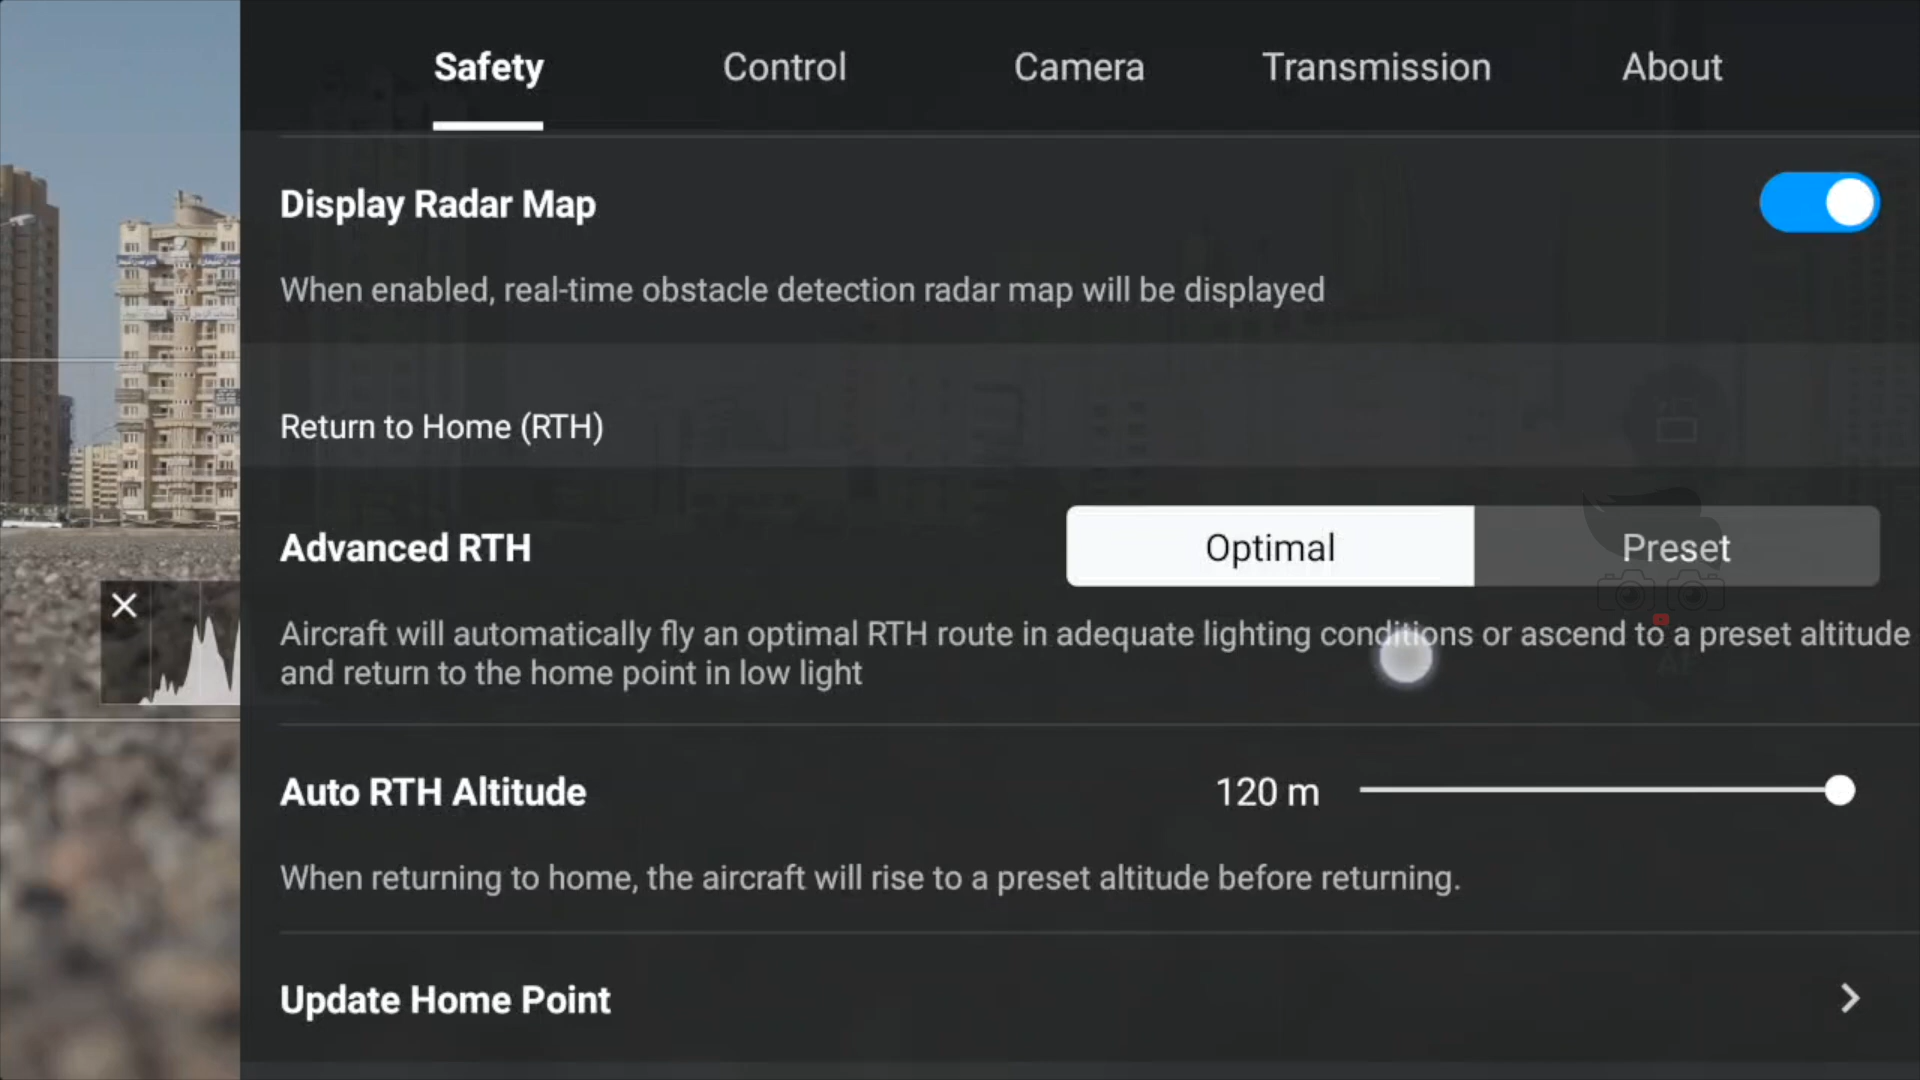 Safety Control Camera Transmission About
Display Radar Map
When enabled, real-time obstacle detection radar map will be displayed
Return to Home (RTH)
Advanced RTH Optimal Preset
Aircraft will automatically fly an optimal RTH route in adequate lighting conditions or ascend to a preset altitude
and return to the home point in low light
Auto RTH Altitude 120 m
When returning to home, the aircraft will rise to a preset altitude before returning.
Update Home Point